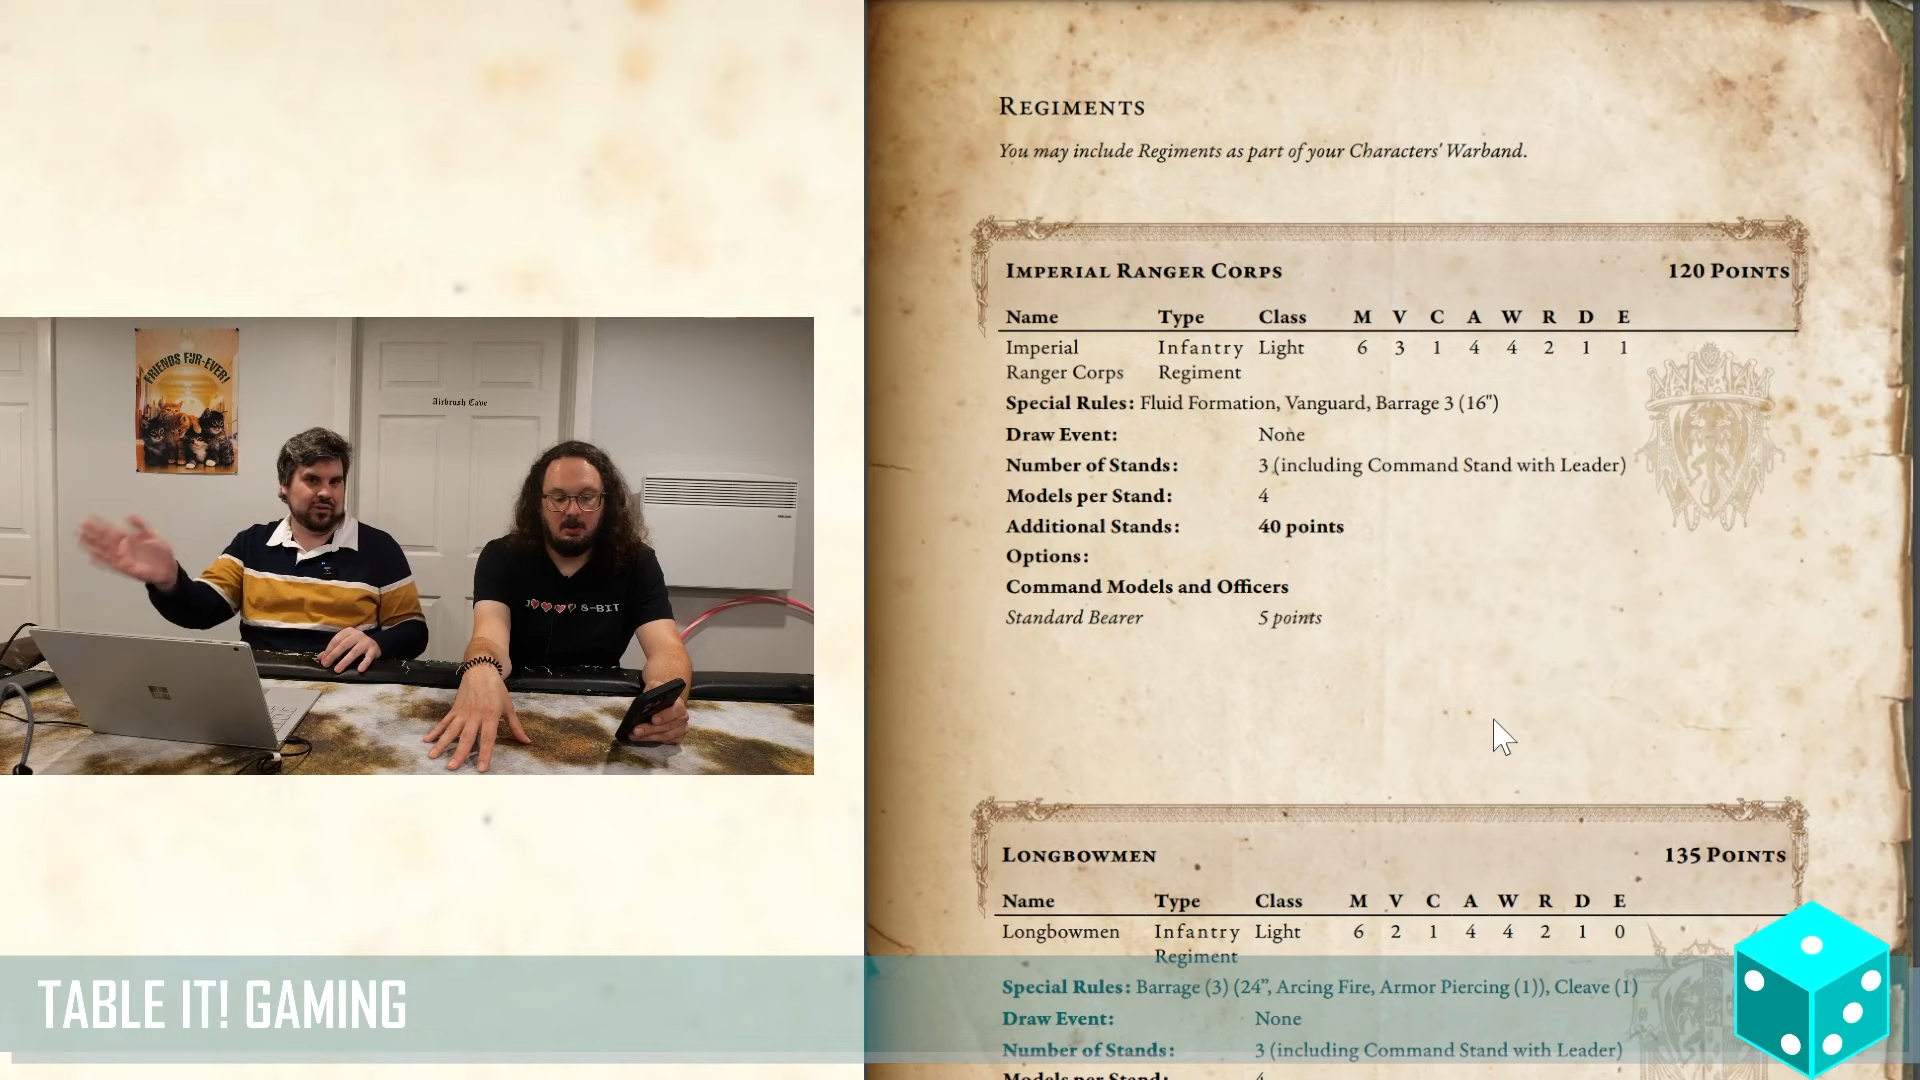 FRIENDS FUR-EVER!
Airbrush Cave
8-BIT
TABLE IT! GAMING
REGIMENTS
You may include Regiments as part of your Characters' Warband.
IMPERIAL RANGER CORPS 120 POINTS
Name Type Class M V C A W R D E
Imperial Infantry Light 6 3 1 4 4 2 1 1
Ranger Corps Regiment
Special Rules: Fluid Formation, Vanguard, Barrage 3 (16")
Draw Event: None
Number of Stands: 3 (including Command Stand with Leader)
Models per Stand: 4
Additional Stands: 40 points
Options:
Command Models and Officers
Standard Bearer 5 points
LONGBOWMEN 135 POINTS
Name Type Class M V C A W R D E
Longbowmen Infantry Light 6 2 1 4 4 2 1 0
Regiment
Special Rules: Barrage (3) (24”, Arcing Fire, Armor Piercing (1)), Cleave (1)
Draw Event: None
Number of Stands: 3 (including Command Stand with Leader)
Models per Stand: 4